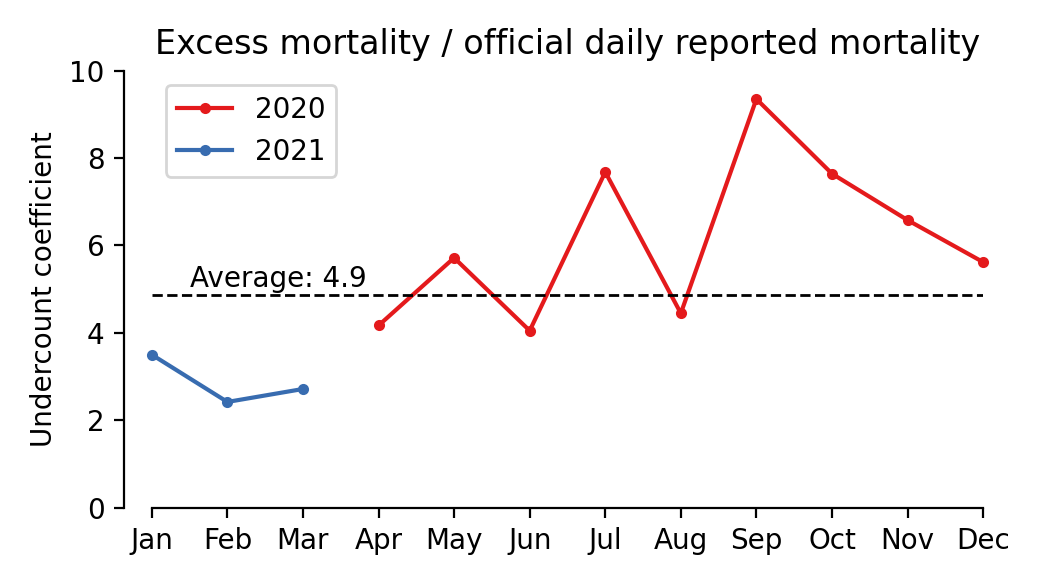 Excess mortality / official daily reported mortality
Undercount coefficient
10
8
6
4
2
0
2020
2021
Average: 4.9
Jan Feb Mar Apr May Jun Jul Aug Sep Oct Nov Dec